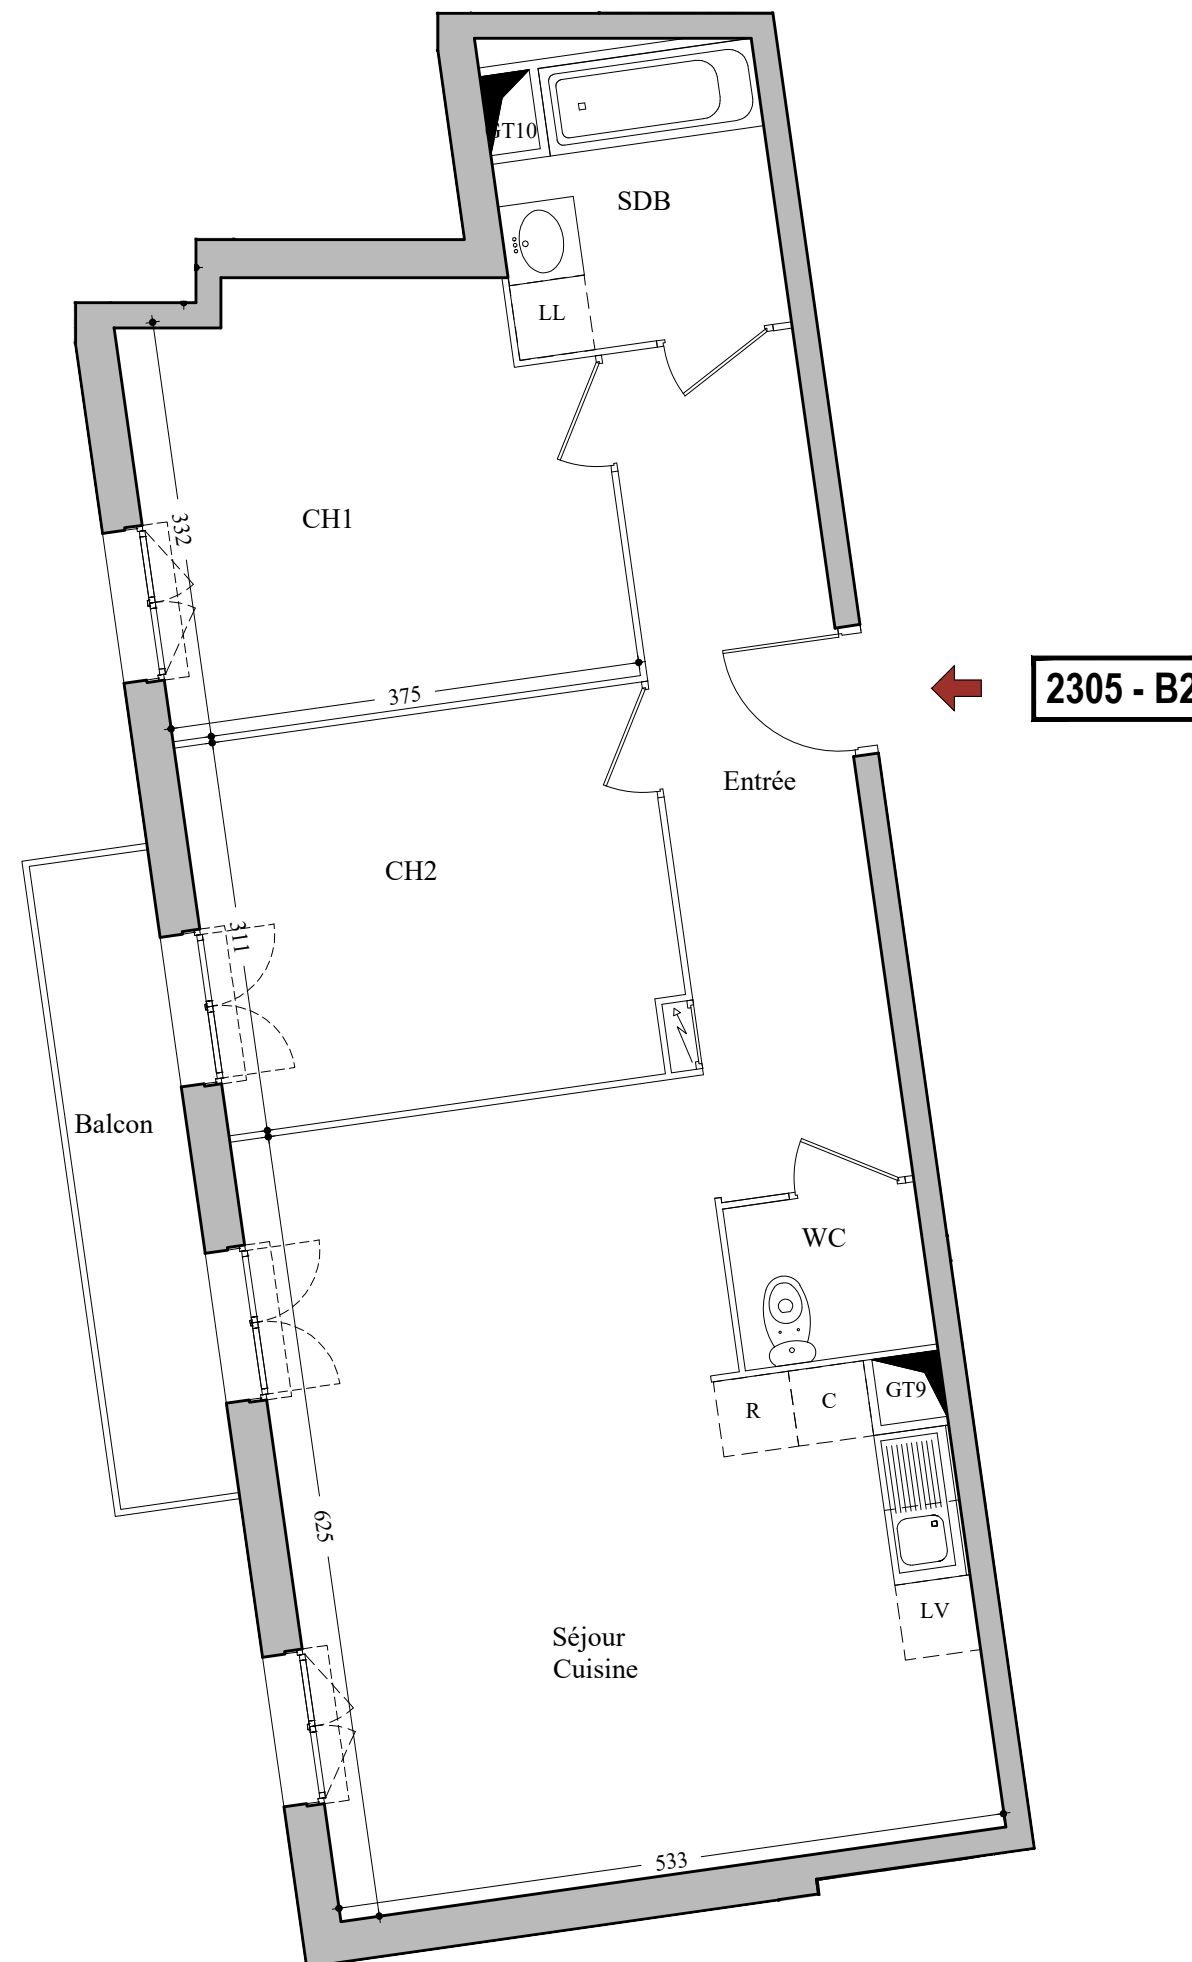 GT10
SDB
LL
332
CH1
375
2305 - B2
Entrée
CH2
311
Balcon
WC
R
C
GT9
625
LV
Séjour
Cuisine
533